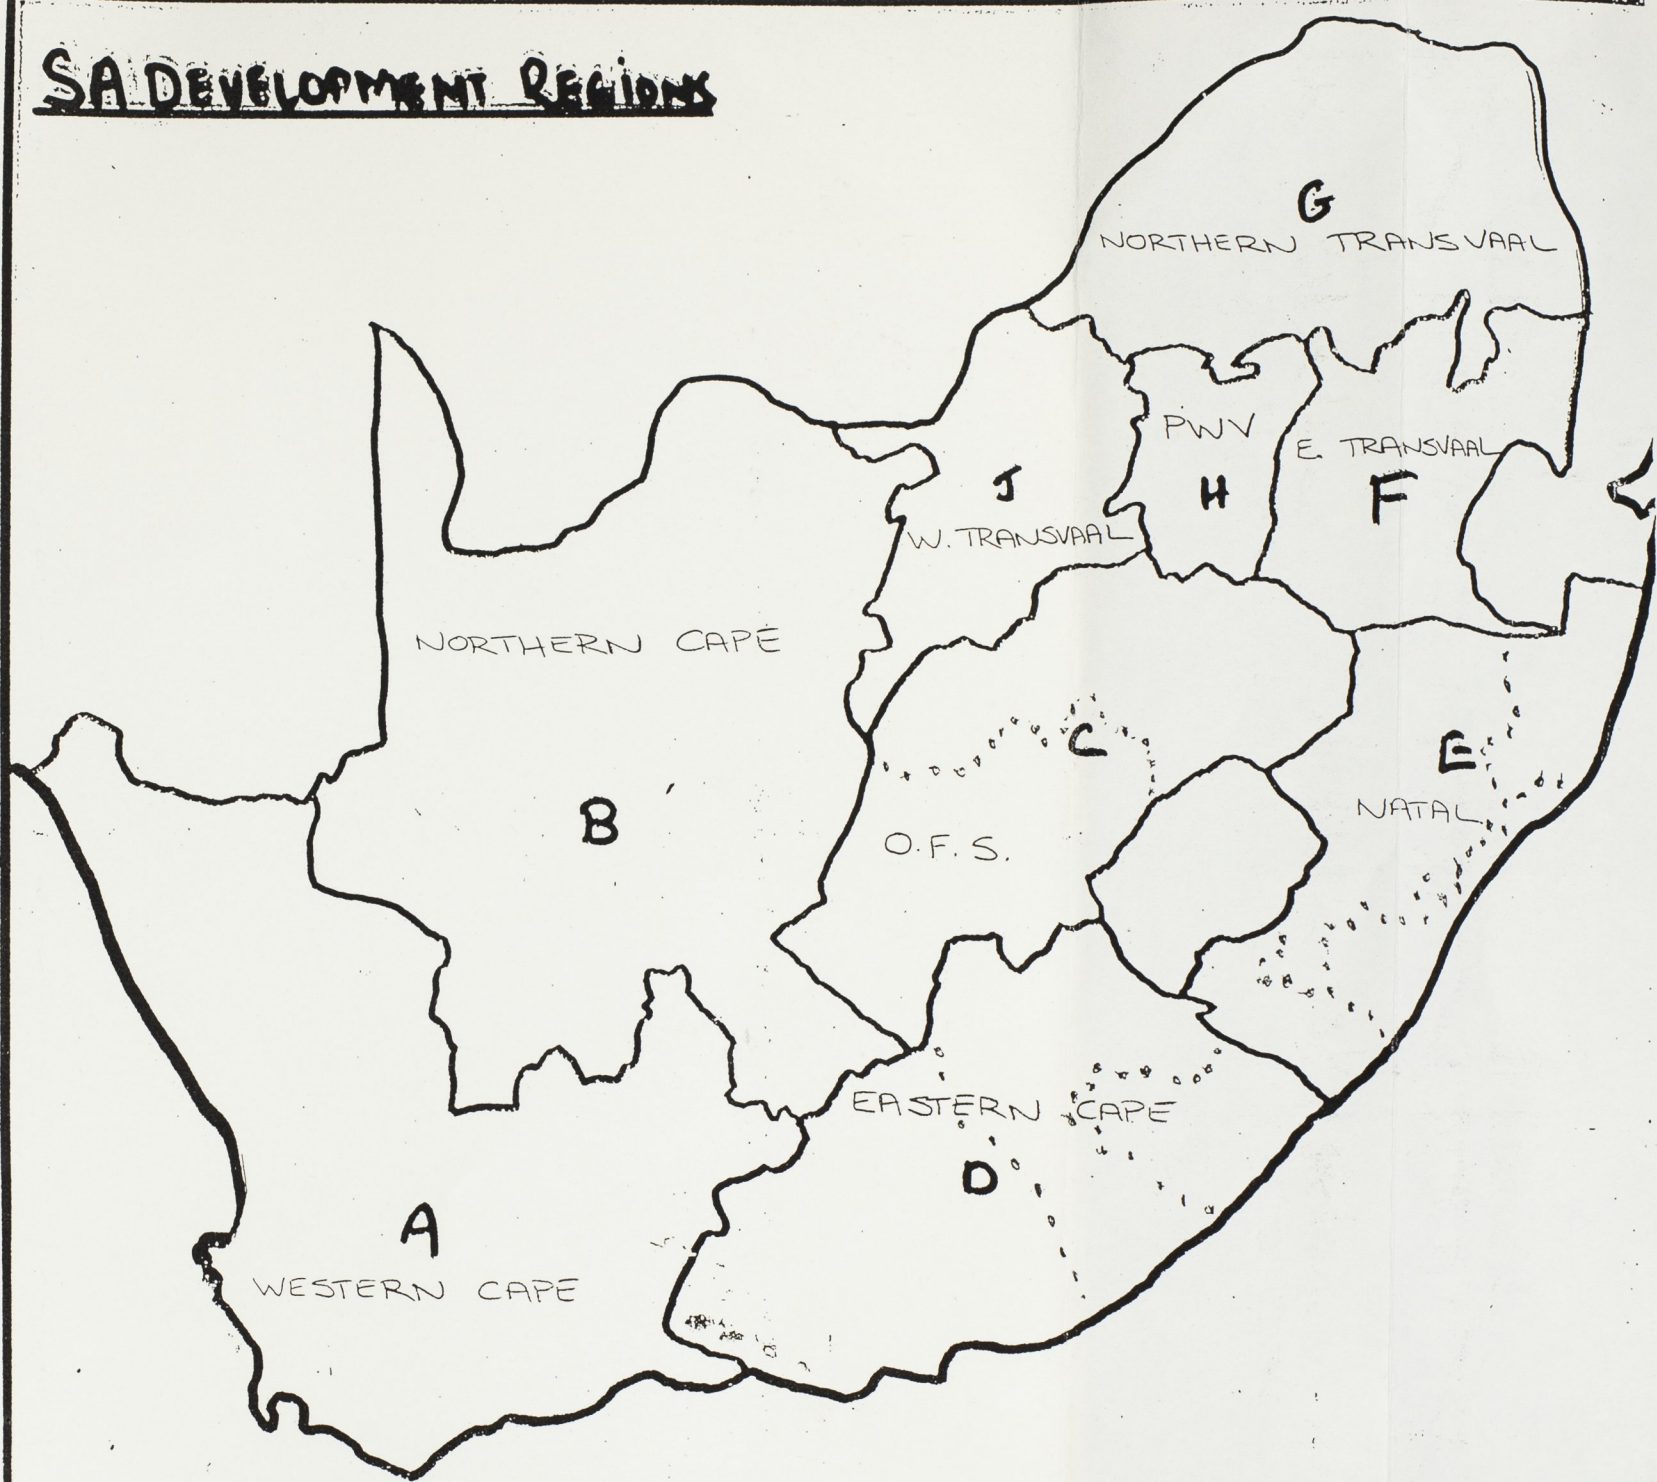 SA DEVELOPMENT REGIONS
G
NORTHERN TRANSVAAL
PWV
H
E. TRANSVAAL
F
J
W. TRANSVAAL
NORTHERN CAPE
B
C
O.F.S.
E
NATAL
EASTERN CAPE
D
A
WESTERN CAPE